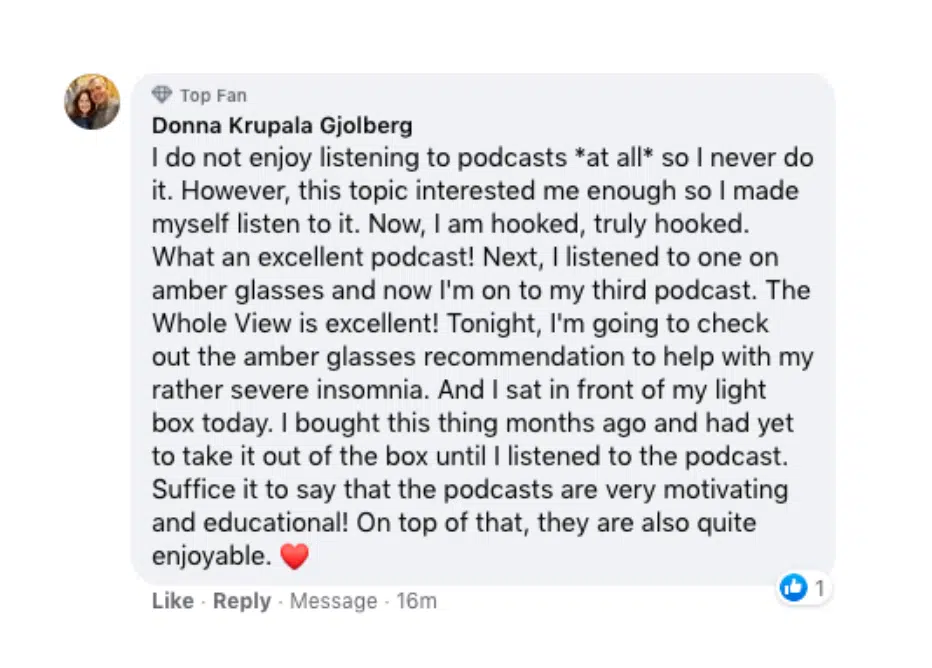 Top Fan
Donna Krupala Gjolberg
I do not enjoy listening to podcasts *at all* so I never do
it. However, this topic interested me enough so I made
myself listen to it. Now, I am hooked, truly hooked.
What an excellent podcast! Next, I listened to one on
amber glasses and now I'm on to my third podcast. The
Whole View is excellent! Tonight, I'm going to check
out the amber glasses recommendation to help with my
rather severe insomnia. And I sat in front of my light
box today. I bought this thing months ago and had yet
to take it out of the box until I listened to the podcast.
Suffice it to say that the podcasts are very motivating
and educational! On top of that, they are also quite
enjoyable. ❤️
1
Like · Reply · Message · 16m